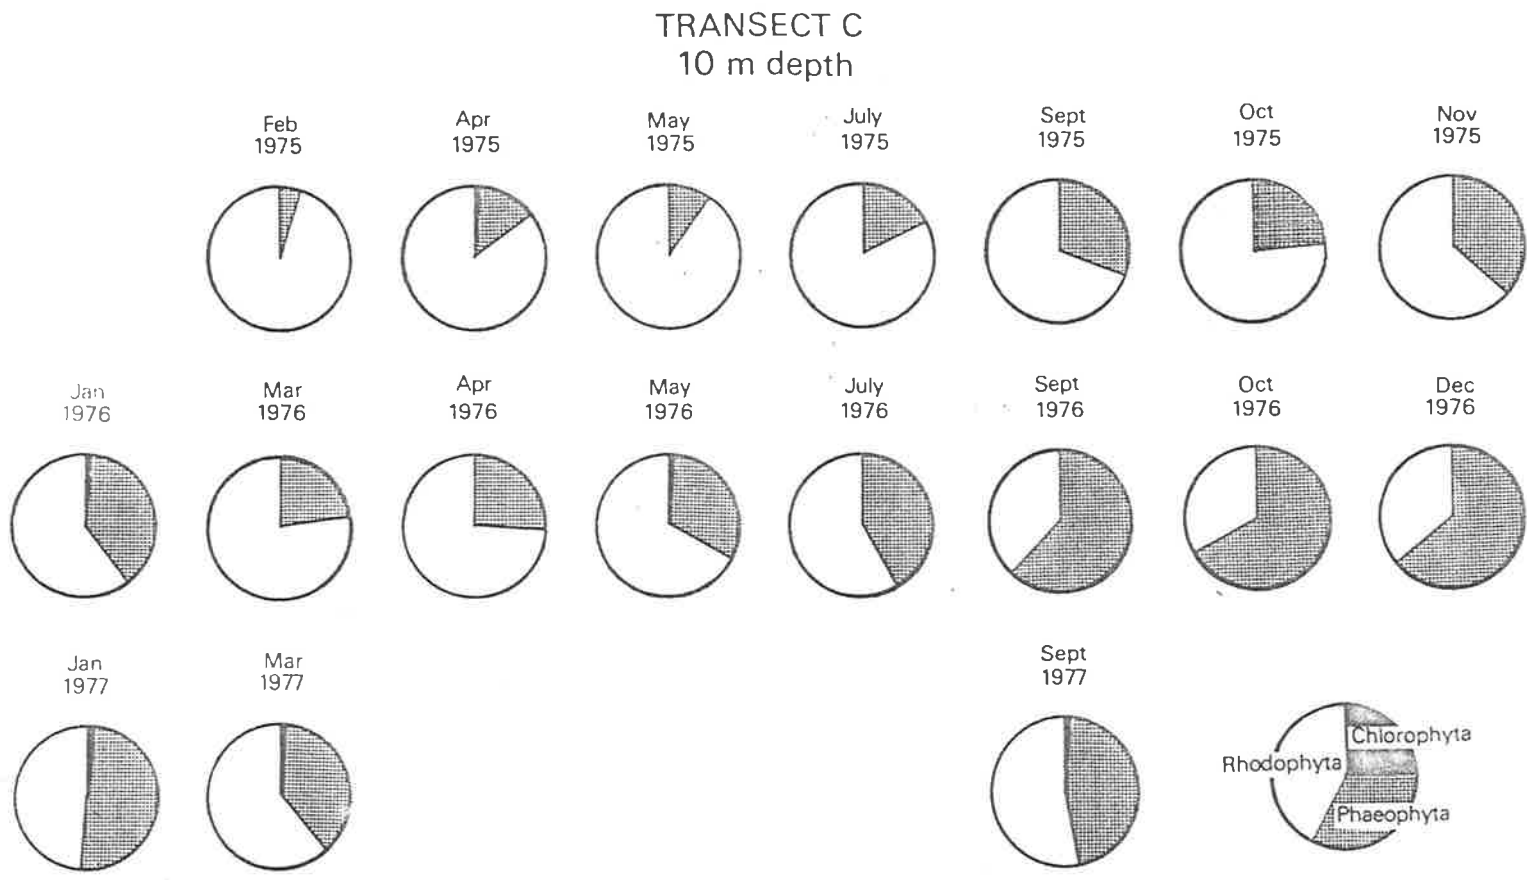 TRANSECT C
10 m depth
Feb
1975
Apr
1975
May
1975
July
1975
Sept
1975
Oct
1975
Nov
1975
Jan
1976
Mar
1976
Apr
1976
May
1976
July
1976
Sept
1976
Oct
1976
Dec
1976
Jan
1977
Mar
1977
Sept
1977
Chlorophyta
Rhodophyta
Phaeophyta